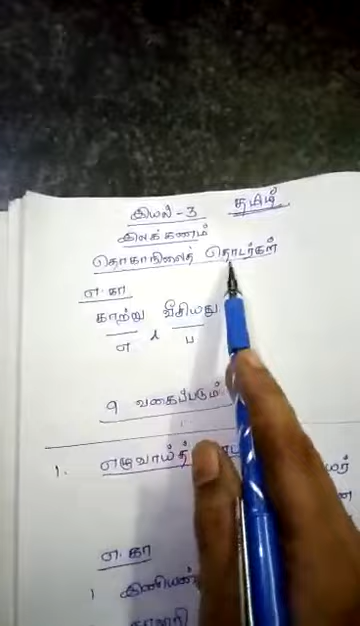 தமிழ்
இயல் - 3
இலக்கணம்
தொகாநிலைத் தொடர்கள்
எ. கா
காற்று வீசியது
எ ப
9 வகைப்படும்
1. எழுவாய்த்
எ. கா